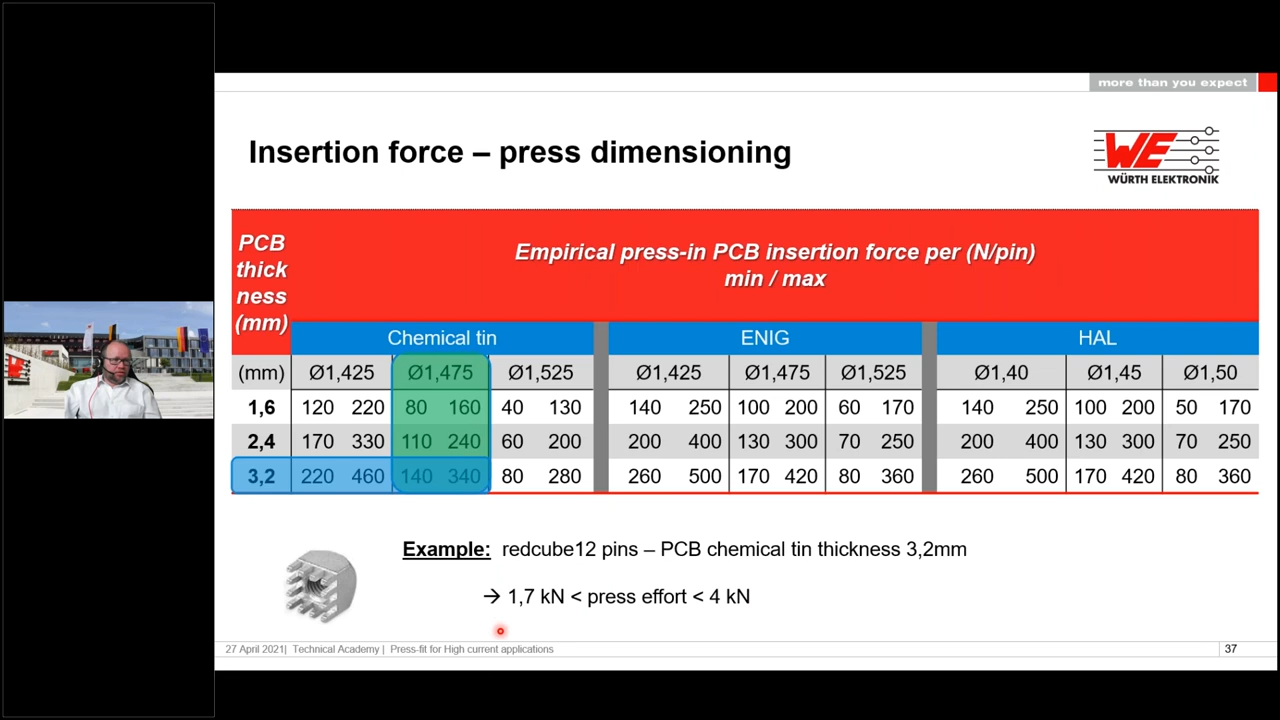 more than you expect
Insertion force – press dimensioning
WE
WÜRTH ELEKTRONIK
PCB
thick
ness
(mm)
Empirical press-in PCB insertion force per (N/pin)
min / max
Chemical tin ENIG HAL
(mm) Ø1,425 Ø1,475 Ø1,525 Ø1,425 Ø1,475 Ø1,525 Ø1,40 Ø1,45 Ø1,50
1,6 120 220 80 160 40 130 140 250 100 200 60 170 140 250 100 200 50 170
2,4 170 330 110 240 60 200 200 400 130 300 70 250 200 400 130 300 70 250
3,2 220 460 140 340 80 280 260 500 170 420 80 360 260 500 170 420 80 360
Example: redcube12 pins – PCB chemical tin thickness 3,2mm
→ 1,7 kN < press effort < 4 kN
27 April 2021| Technical Academy | Press-fit for High current applications
37